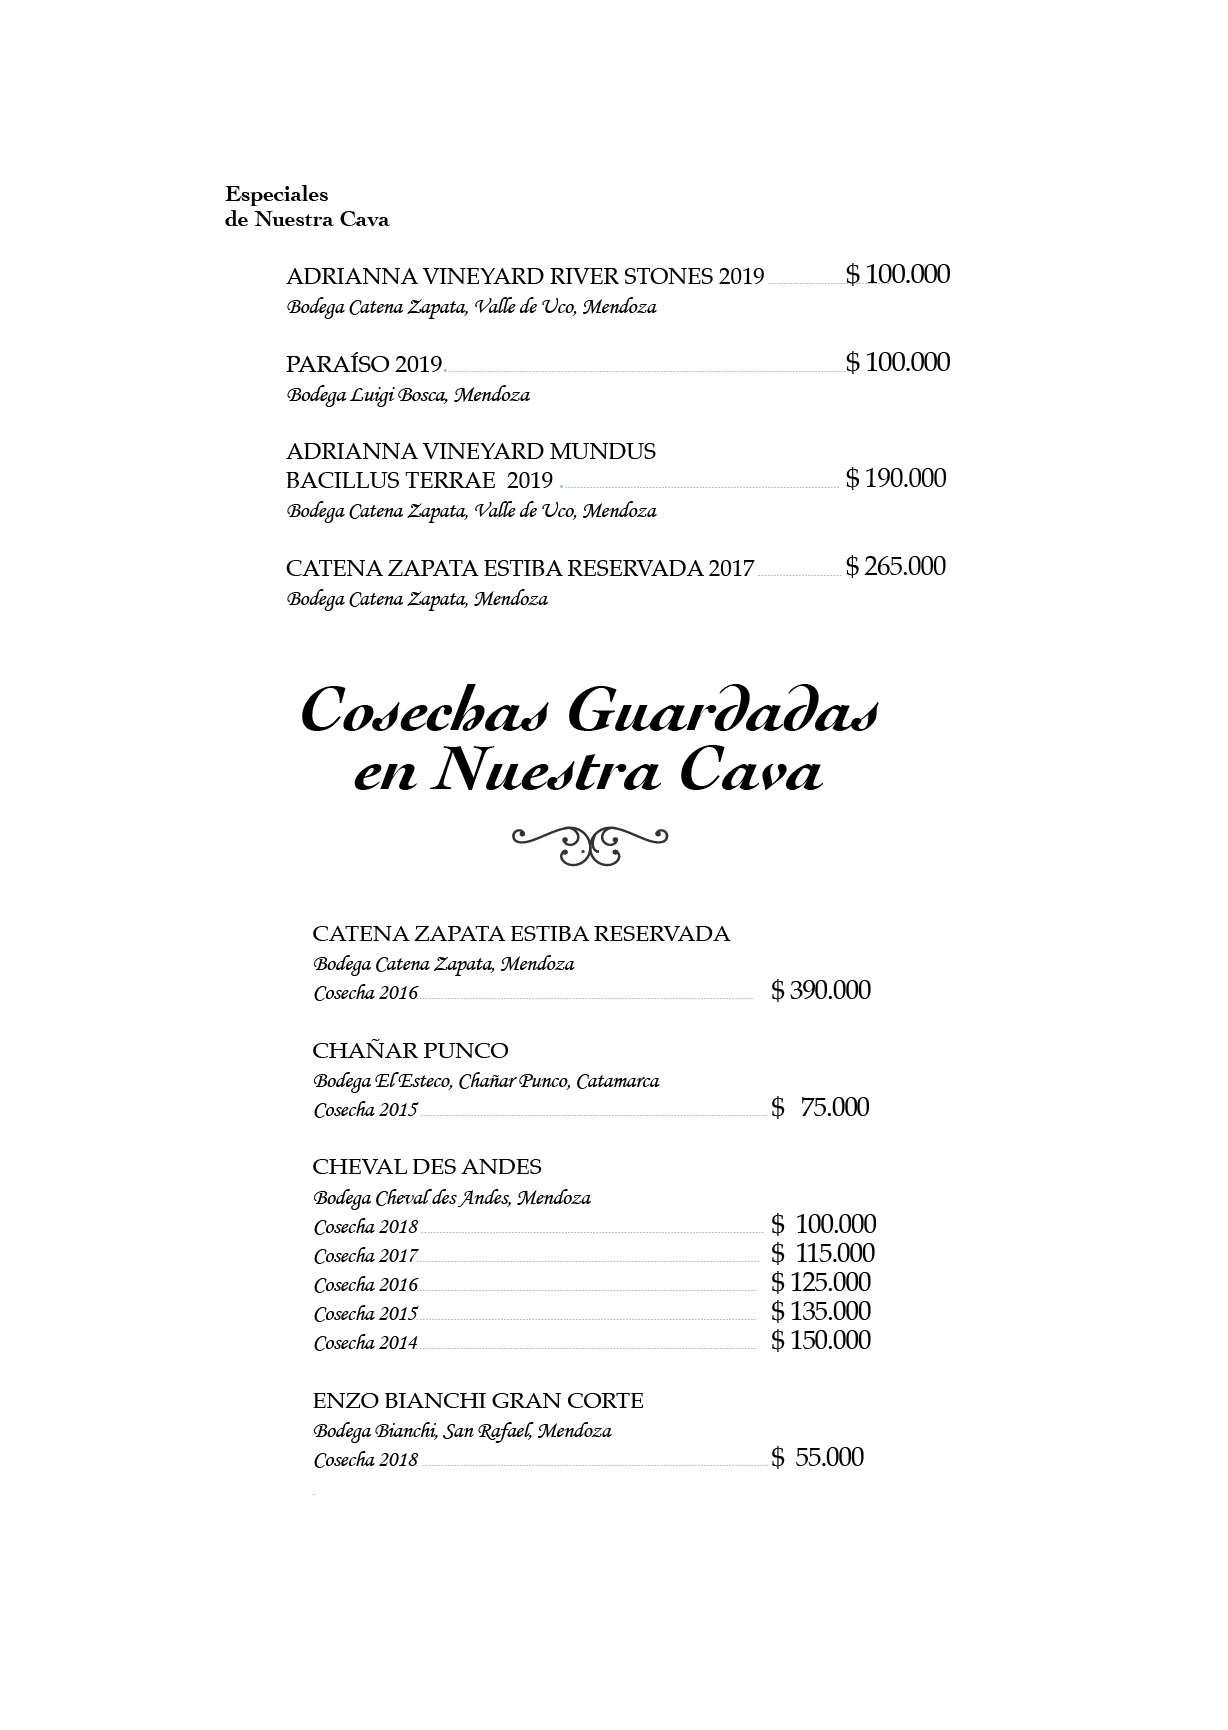 Especiales
de Nuestra Cava
ADRIANNA VINEYARD RIVER STONES 2019 $ 100.000
Bodega Catena Zapata, Valle de Uco, Mendoza
PARAÍSO 2019 $ 100.000
Bodega Luigi Bosca, Mendoza
ADRIANNA VINEYARD MUNDUS
BACILLUS TERRAE 2019 $ 190.000
Bodega Catena Zapata, Valle de Uco, Mendoza
CATENA ZAPATA ESTIBA RESERVADA 2017 $ 265.000
Bodega Catena Zapata, Mendoza
Cosechas Guardadas
en Nuestra Cava
CATENA ZAPATA ESTIBA RESERVADA
Bodega Catena Zapata, Mendoza
Cosecha 2016 $ 390.000
CHAÑAR PUNCO
Bodega El Esteco, Chañar Punco, Catamarca
Cosecha 2015 $ 75.000
CHEVAL DES ANDES
Bodega Cheval des Andes, Mendoza
Cosecha 2018 $ 100.000
Cosecha 2017 $ 115.000
Cosecha 2016 $ 125.000
Cosecha 2015 $ 135.000
Cosecha 2014 $ 150.000
ENZO BIANCHI GRAN CORTE
Bodega Bianchi, San Rafael, Mendoza
Cosecha 2018 $ 55.000